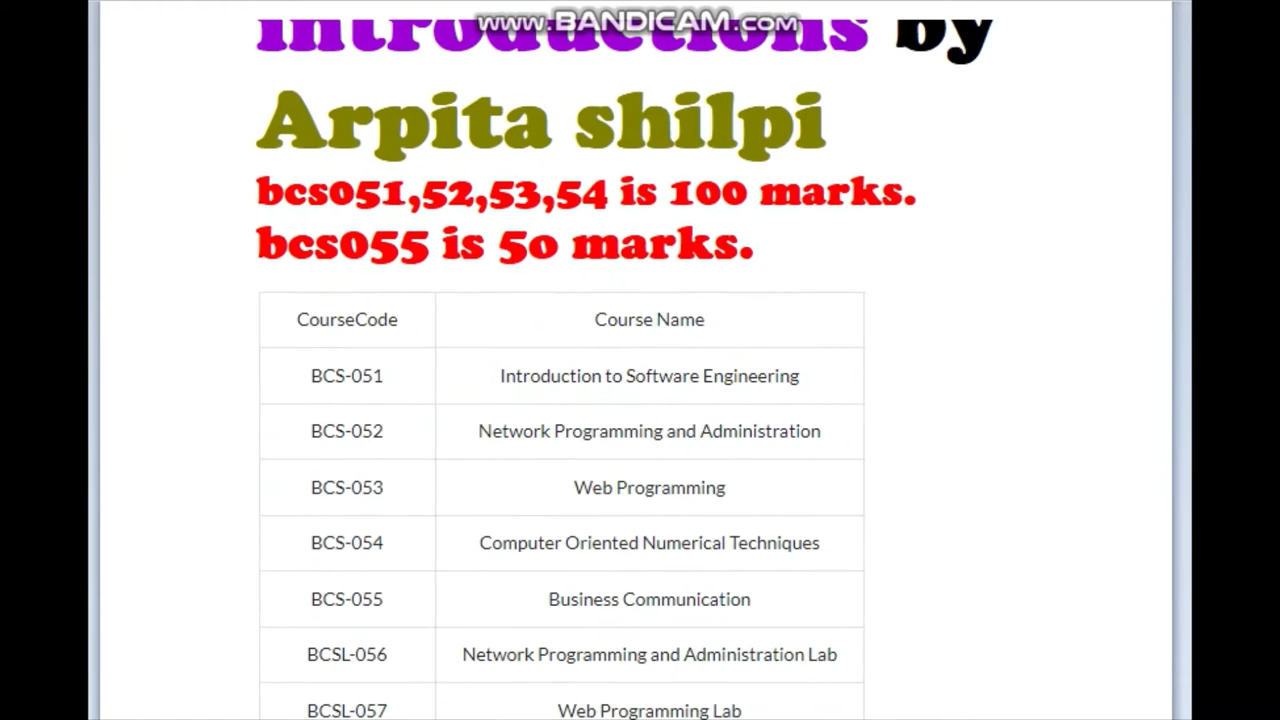 www.BANDICAM.com
introductions by
Arpita shilpi
bcs051,52,53,54 is 100 marks.
bcs055 is 50 marks.
CourseCode Course Name
BCS-051 Introduction to Software Engineering
BCS-052 Network Programming and Administration
BCS-053 Web Programming
BCS-054 Computer Oriented Numerical Techniques
BCS-055 Business Communication
BCSL-056 Network Programming and Administration Lab
BCSL-057 Web Programming Lab